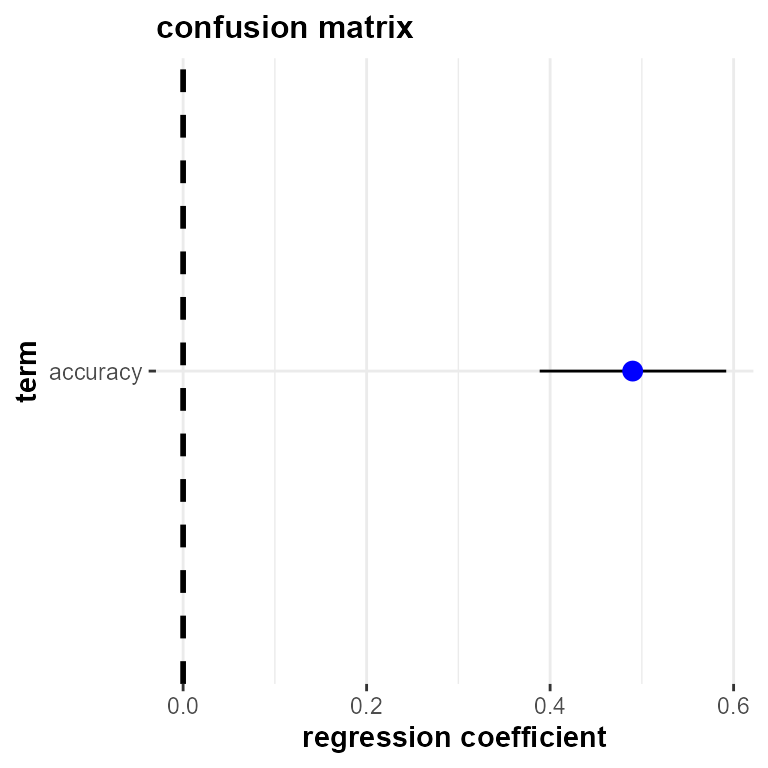 confusion matrix
term
accuracy
0.0 0.2 0.4 0.6
regression coefficient